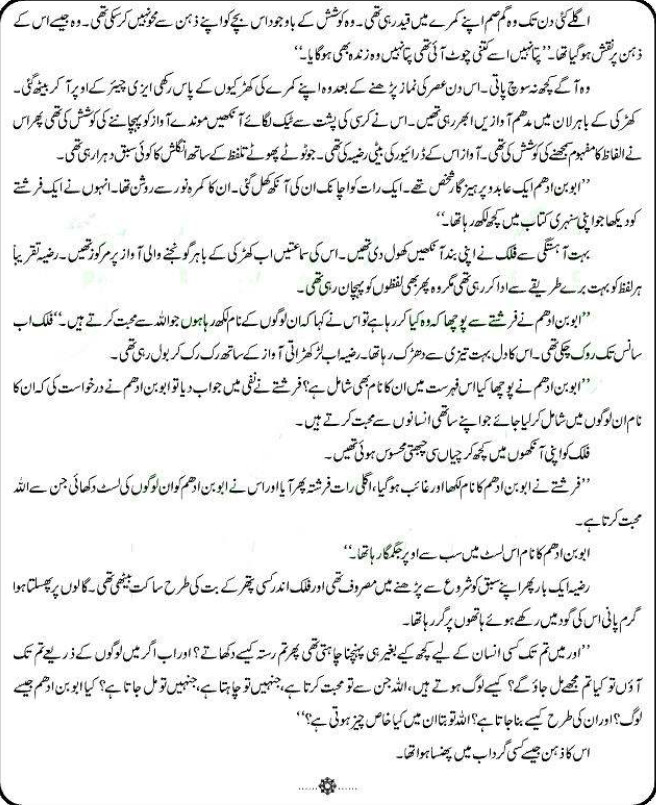 اگلے کئی دن تک وہ گم صم اپنے کمرے میں قید رہی تھی۔ وہ کوشش کے باوجود اس بچے کو اپنے ذہن سے محو نہیں کر سکی تھی۔ وہ جیسے اس کے
ذہن پر نقش ہو گیا تھا۔ ’’پتا نہیں اسے کتنی چوٹ آئی تھی پتا نہیں وہ زندہ بھی ہو گا یا۔‘‘
وہ آگے کچھ نہ سوچ پاتی۔ اس دن عصر کی نماز پڑھنے کے بعد وہ اپنے کمرے کی کھڑکیوں کے پاس رکھی ایزی چیئر کے اوپر آ کر بیٹھ گئی۔
کھڑکی کے باہر لان میں مدھم آوازیں ابھر رہی تھیں۔ اس نے کرسی کی پشت سے ٹیک لگائے آنکھیں موندے آواز کو پہچاننے کی کوشش کی تھی پھر اس
نے الفاظ کا مفہوم سمجھنے کی کوشش کی تھی۔ آواز اس کے ڈرائیور کی بیٹی رضیہ کی تھی۔ جو ٹوٹے پھوٹے تلفظ کے ساتھ انگلش کا کوئی سبق دہرا رہی تھی۔
’’ابو بن ادھم ایک عابد و پرہیز گار شخص تھے۔ ایک رات کو اچانک ان کی آنکھ کھل گئی۔ ان کا کمرہ نور سے روشن تھا۔ انہوں نے ایک فرشتے
کو دیکھا جو اپنی سنہری کتاب میں کچھ لکھ رہا تھا۔‘‘
بہت آہستگی سے فلک نے اپنی بند آنکھیں کھول دی تھیں۔ اس کی سماعتیں اب کھڑکی کے باہر گونجنے والی آواز پر مرکوز تھیں۔ رضیہ تقریباً
ہر لفظ کو بہت برے طریقے سے ادا کر رہی تھی مگر وہ پھر بھی لفظوں کو پہچان رہی تھی۔
’’ابو بن ادھم نے فرشتے سے پوچھا کہ وہ کیا کر رہا ہے تو اس نے کہا کہ ان لوگوں کے نام لکھ رہا ہوں جو اللہ سے محبت کرتے ہیں۔‘‘ فلک اب
سانس تک روک چکی تھی۔ اس کا دل بہت تیزی سے دھڑک رہا تھا۔ رضیہ اب لڑکھڑاتی آواز کے ساتھ رک رک کر بول رہی تھی۔
’’ابو بن ادھم نے پوچھا کیا اس فہرست میں ان کا نام بھی شامل ہے؟ فرشتے نے نفی میں جواب دیا تو ابو بن ادھم نے درخواست کی کہ ان کا
نام ان لوگوں میں شامل کر لیا جائے جو اپنے ساتھی انسانوں سے محبت کرتے ہیں۔
فلک کو اپنی آنکھوں میں کچھ کرچیاں سی چبھتی محسوس ہوئی تھیں۔
’’فرشتے نے ابو بن ادھم کا نام لکھا اور غائب ہو گیا، اگلی رات فرشتہ پھر آیا اور اس نے ابو بن ادھم کو ان لوگوں کی لسٹ دکھائی جن سے اللہ
محبت کرتا ہے۔
ابو بن ادھم کا نام اس لسٹ میں سب سے اوپر جگمگا رہا تھا۔‘‘
رضیہ ایک بار پھر اپنے سبق کو شروع سے پڑھنے میں مصروف تھی اور فلک اندر کسی پتھر کے بت کی طرح ساکت بیٹھی تھی۔ گالوں پر پھسلتا ہوا
گرم پانی اس کی گود میں رکھے ہوئے ہاتھوں پر گر رہا تھا۔
’’اور میں تم تک کسی انسان کے لیے کچھ کیے بغیر ہی پہنچنا چاہتی تھی پھر تم رستہ کیسے دکھاتے؟ اور اب اگر میں لوگوں کے ذریعے تم تک
آؤں تو کیا تم مجھے مل جاؤ گے؟ کیسے لوگ ہوتے ہیں، اللہ جن سے تو محبت کرتا ہے، جنہیں تو چاہتا ہے، جنہیں تو مل جاتا ہے؟ کیا ابو بن ادھم جیسے
لوگ؟ اور ان کی طرح کیسے بنا جاتا ہے؟ اللہ تو بتا ان میں کیا خاص چیز ہوتی ہے؟‘‘
اس کا ذہن جیسے کسی گرداب میں پھنسا ہوا تھا۔